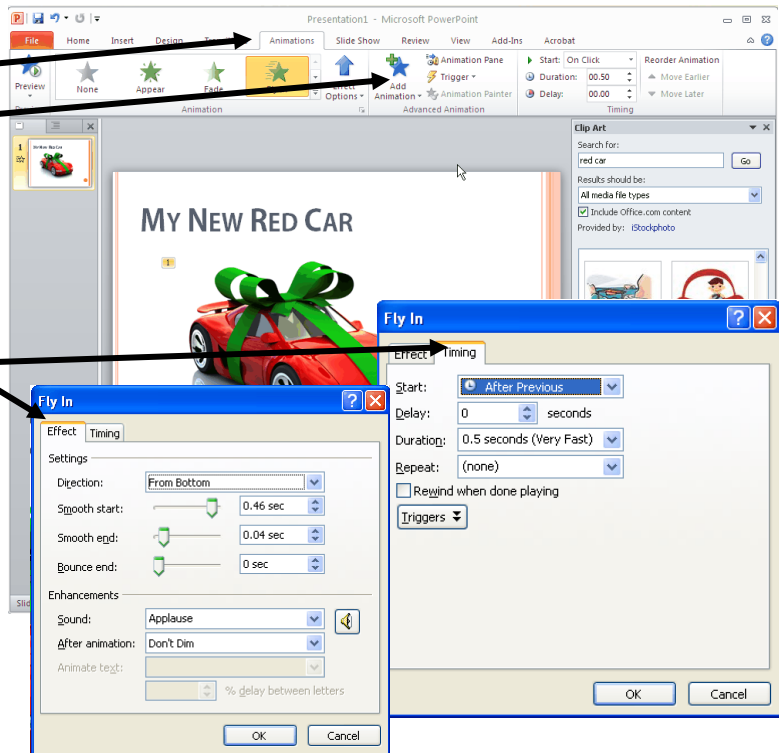 Presentation1 - Microsoft PowerPoint
File Home Insert Design Animations Slide Show Review View Add-Ins Acrobat
Preview
None
Appear
Fade
Effect
Options
Add
Animation
Animation Pane
Trigger
Animation Painter
Start: On Click
Duration: 00.50
Delay: 00.00
Reorder Animation
Move Earlier
Move Later
Animation
Advanced Animation
Timing
1
Clip Art
Search for:
red car
Go
Results should be:
All media file types
Include Office.com content
Provided by: iStockphoto
MY NEW RED CAR
1
Fly In
Effect Timing
Start: After Previous
Delay: 0 seconds
Duration: 0.5 seconds (Very Fast)
Repeat: (none)
Rewind when done playing
Triggers
OK Cancel
Fly In
Effect Timing
Settings
Direction: From Bottom
Smooth start: 0.46 sec
Smooth end: 0.04 sec
Bounce end: 0 sec
Enhancements
Sound: Applause
After animation: Don't Dim
Animate text:
% delay between letters
OK Cancel